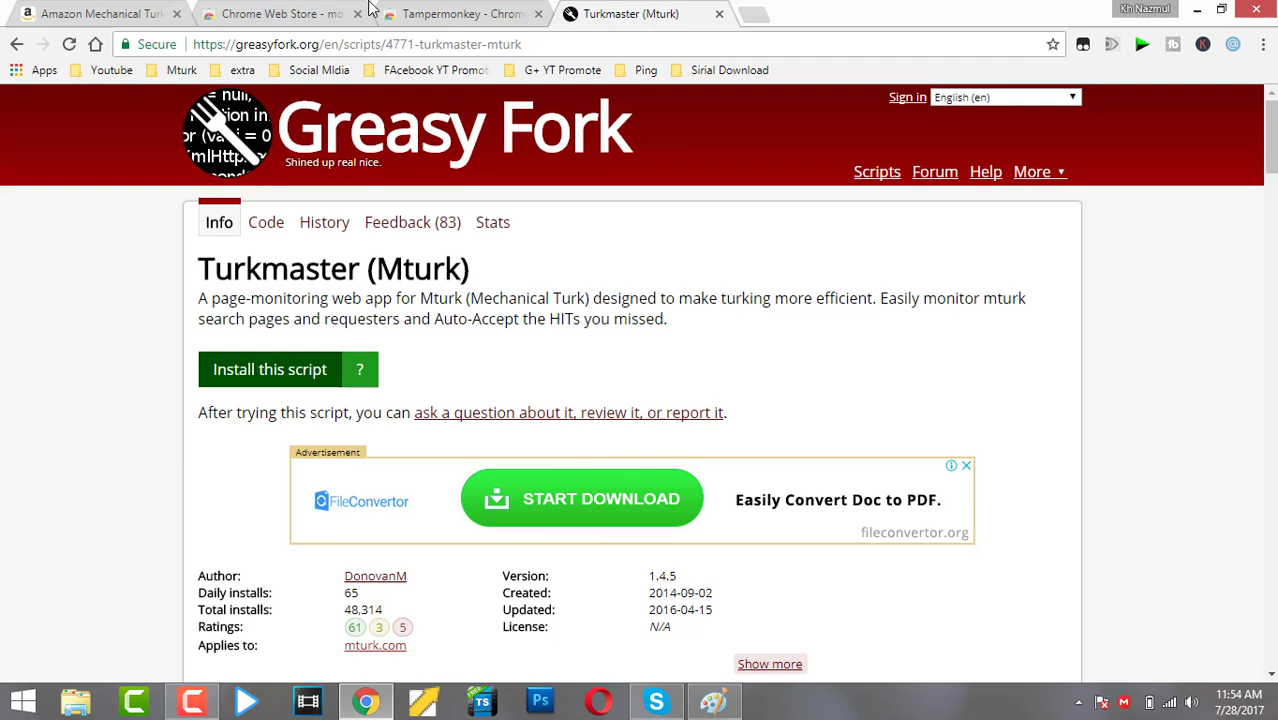 Amazon Mechanical Tur
Chrome Web Store - mo
Tampermonkey - Chrom
Turkmaster (Mturk)
Kh Nazmul
Secure
https://greasyfork.org/en/scripts/4771-turkmaster-mturk
Apps
Youtube
Mturk
extra
Social MIdia
FAcebook YT Promot
G+ YT Promote
Ping
Sirial Download
Greasy Fork
Shined up real nice.
Sign in
English (en)
Scripts
Forum
Help
More
Info
Code
History
Feedback (83)
Stats
Turkmaster (Mturk)
A page-monitoring web app for Mturk (Mechanical Turk) designed to make turking more efficient. Easily monitor mturk
search pages and requesters and Auto-Accept the HITs you missed.
Install this script
?
After trying this script, you can ask a question about it, review it, or report it.
Advertisement
FileConvertor
START DOWNLOAD
Easily Convert Doc to PDF.
fileconvertor.org
Author: DonovanM
Daily installs: 65
Total installs: 48,314
Ratings: 61 3 5
Applies to: mturk.com
Version: 1.4.5
Created: 2014-09-02
Updated: 2016-04-15
License: N/A
Show more
11:54 AM
7/28/2017